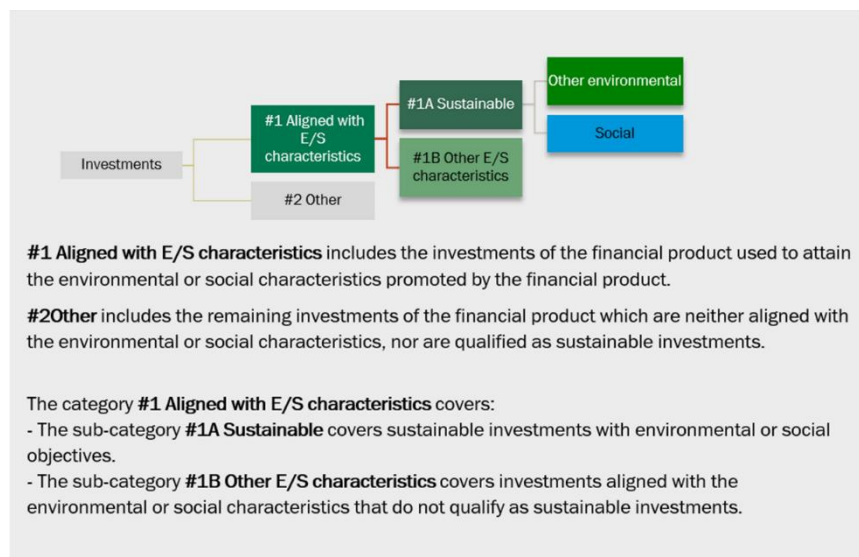 Other environmental
#1A Sustainable
#1 Aligned with
E/S
characteristics
Social
#1B Other E/S
characteristics
Investments
#2 Other
#1 Aligned with E/S characteristics includes the investments of the financial product used to attain
the environmental or social characteristics promoted by the financial product.
#2Other includes the remaining investments of the financial product which are neither aligned with
the environmental or social characteristics, nor are qualified as sustainable investments.
The category #1 Aligned with E/S characteristics covers:
- The sub-category #1A Sustainable covers sustainable investments with environmental or social
objectives.
- The sub-category #1B Other E/S characteristics covers investments aligned with the
environmental or social characteristics that do not qualify as sustainable investments.